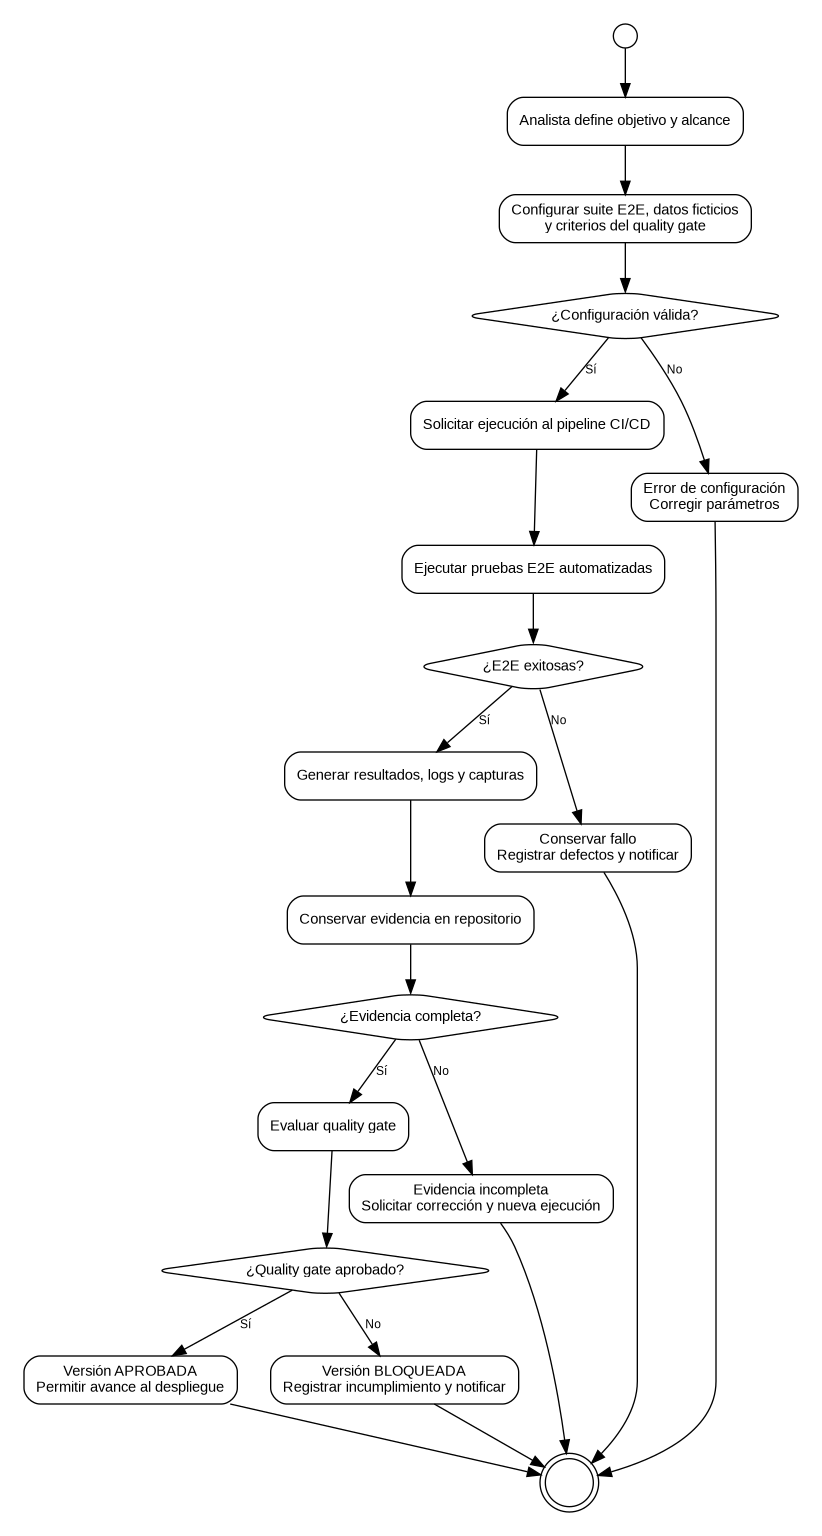 Analista define objetivo y alcance
Configurar suite E2E, datos ficticios
y criterios del quality gate
¿Configuración válida?
Sí
No
Solicitar ejecución al pipeline CI/CD
Error de configuración
Corregir parámetros
Ejecutar pruebas E2E automatizadas
¿E2E exitosas?
Sí
No
Generar resultados, logs y capturas
Conservar fallo
Registrar defectos y notificar
Conservar evidencia en repositorio
¿Evidencia completa?
Sí
No
Evaluar quality gate
Evidencia incompleta
Solicitar corrección y nueva ejecución
¿Quality gate aprobado?
Sí
No
Versión APROBADA
Permitir avance al despliegue
Versión BLOQUEADA
Registrar incumplimiento y notificar